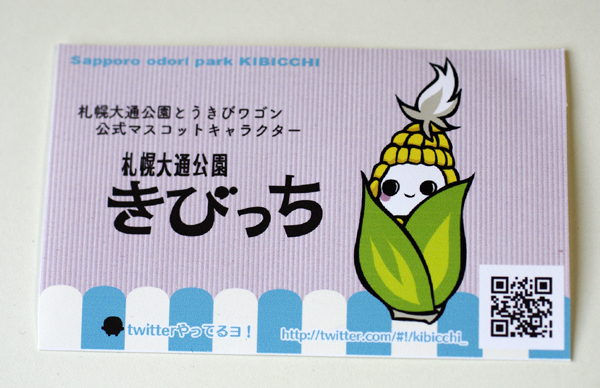 Sapporo odori park KIBICCHI
札幌大通公園とうきびワゴン
公式マスコットキャラクター
札幌大通公園
きびっち
twitterやってるヨ!
http://twitter.com/#!/kibicchi_